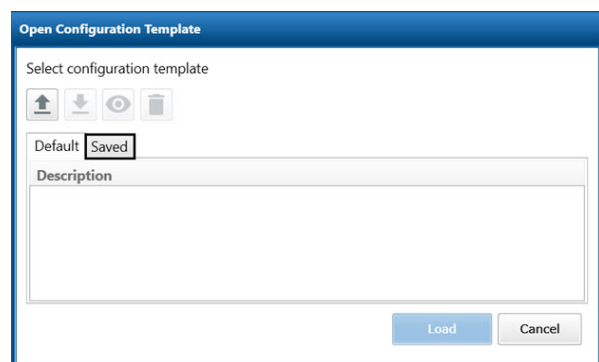 Open Configuration Template
Select configuration template
Default Saved
Description
Load Cancel